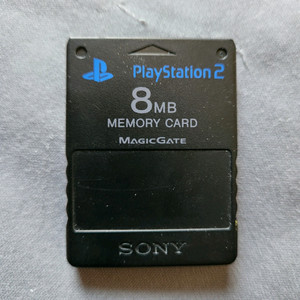 PlayStation 2
8MB
MEMORY CARD
MAGICGATE
SONY